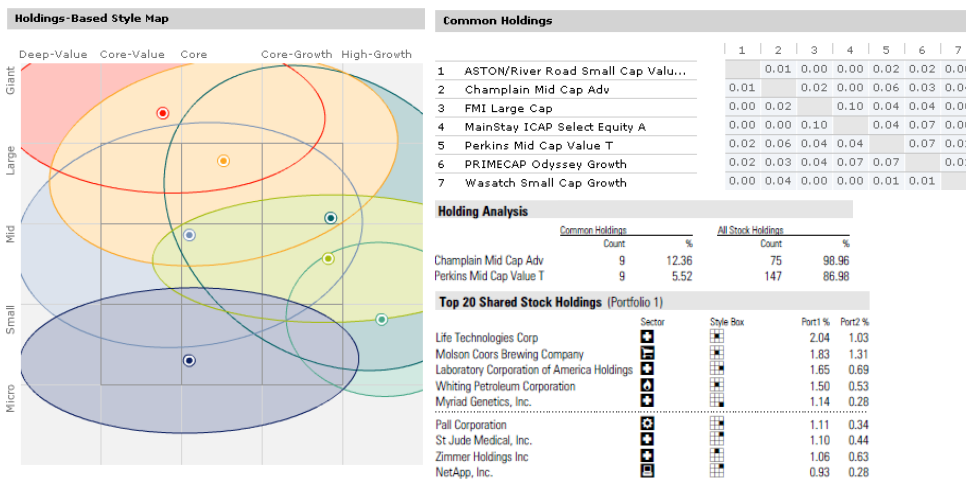 Holdings-Based Style Map
Deep-Value Core-Value Core Core-Growth High-Growth
Giant
Large
Mid
Small
Micro
Common Holdings
1 2 3 4 5 6 7
1 ASTON/River Road Small Cap Valu... 0.01 0.00 0.00 0.02 0.02
2 Champlain Mid Cap Adv 0.01 0.02 0.00 0.06 0.03
3 FMI Large Cap 0.00 0.02 0.10 0.04 0.04
4 MainStay ICAP Select Equity A 0.00 0.00 0.10 0.04 0.07
5 Perkins Mid Cap Value T 0.02 0.06 0.04 0.04 0.07
6 PRIMECAP Odyssey Growth 0.02 0.03 0.04 0.07 0.07
7 Wasatch Small Cap Growth 0.00 0.04 0.00 0.00 0.01 0.01
Holding Analysis
Common Holdings All Stock Holdings
Count % Count %
Champlain Mid Cap Adv 9 12.36 75 98.96
Perkins Mid Cap Value T 9 5.52 147 86.98
Top 20 Shared Stock Holdings (Portfolio 1)
Sector Style Box Port1 % Port2 %
Life Technologies Corp 2.04 1.03
Molson Coors Brewing Company 1.83 1.31
Laboratory Corporation of America Holdings 1.65 0.69
Whiting Petroleum Corporation 1.50 0.53
Myriad Genetics, Inc. 1.14 0.28
Pall Corporation 1.11 0.34
St Jude Medical, Inc. 1.10 0.44
Zimmer Holdings Inc 1.06 0.63
NetApp, Inc. 0.93 0.28